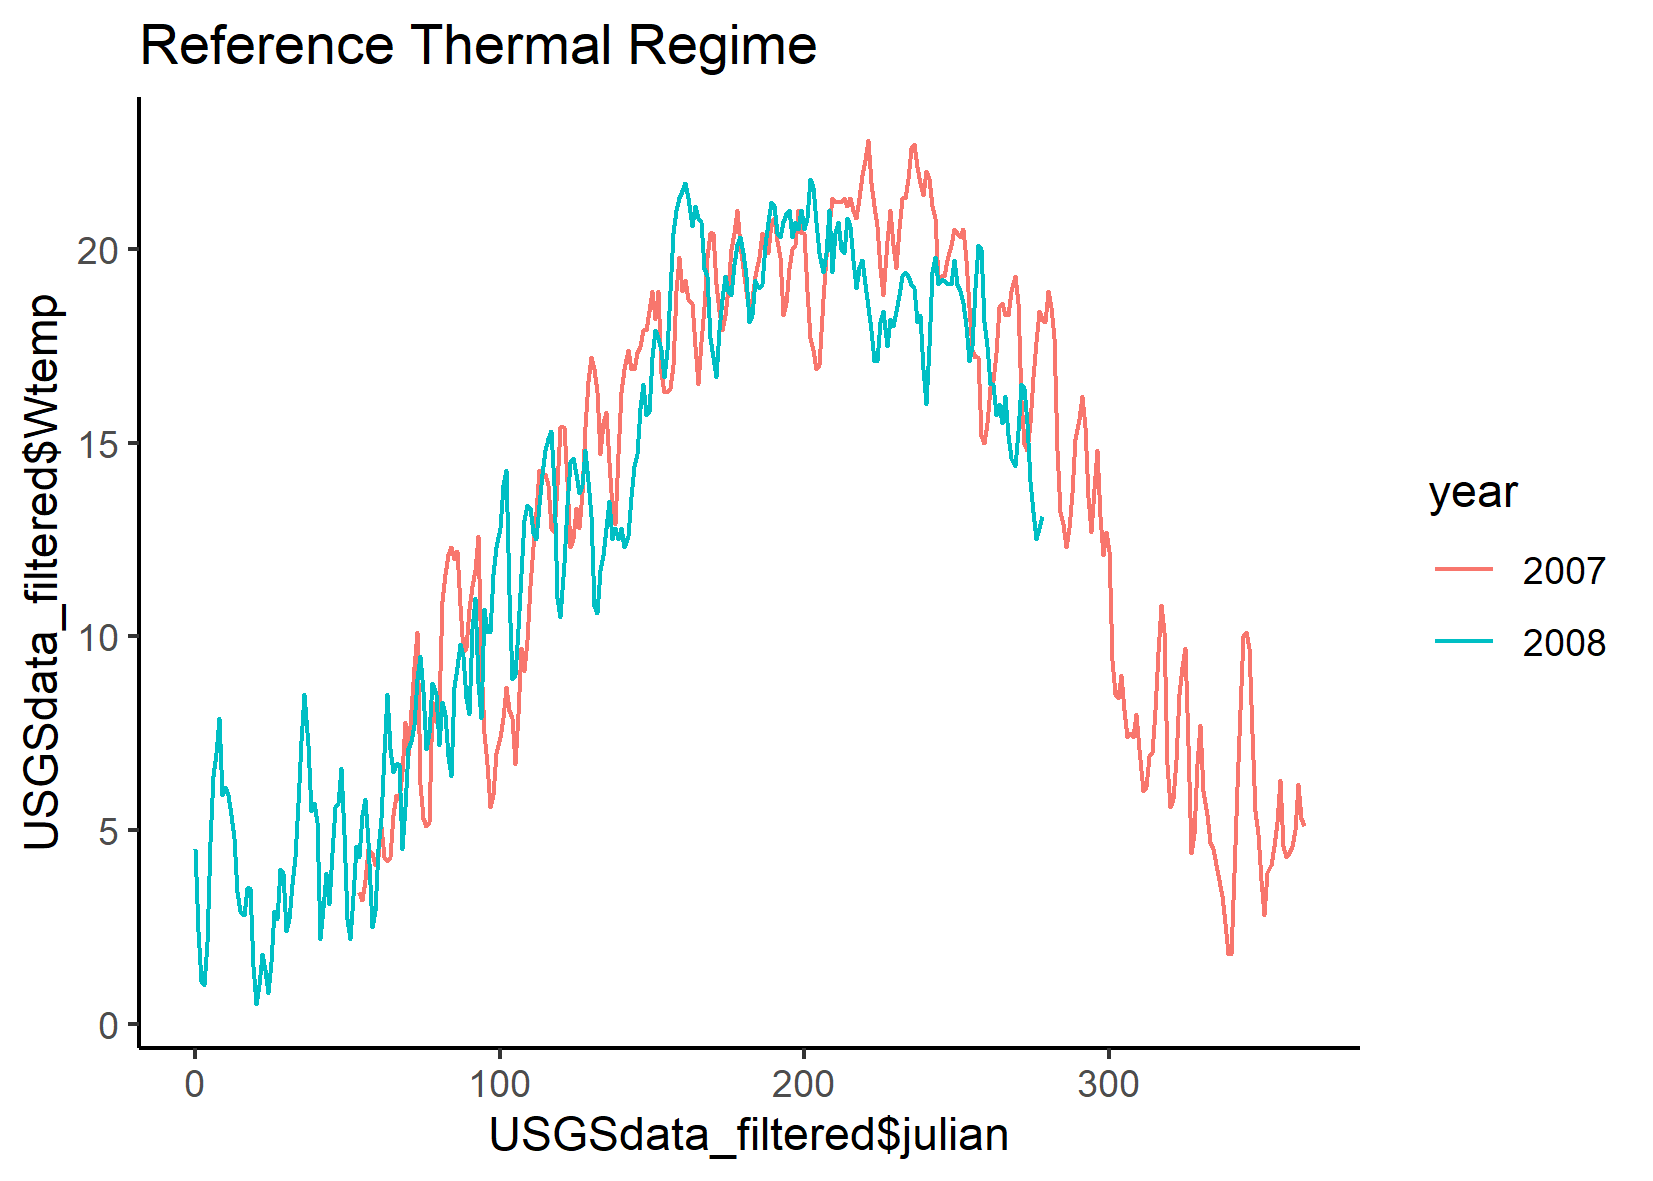 Reference Thermal Regime
USGSdata_filtered$Wtemp
20
15
10
5
0
0 100 200 300
USGSdata_filtered$julian
year
2007
2008